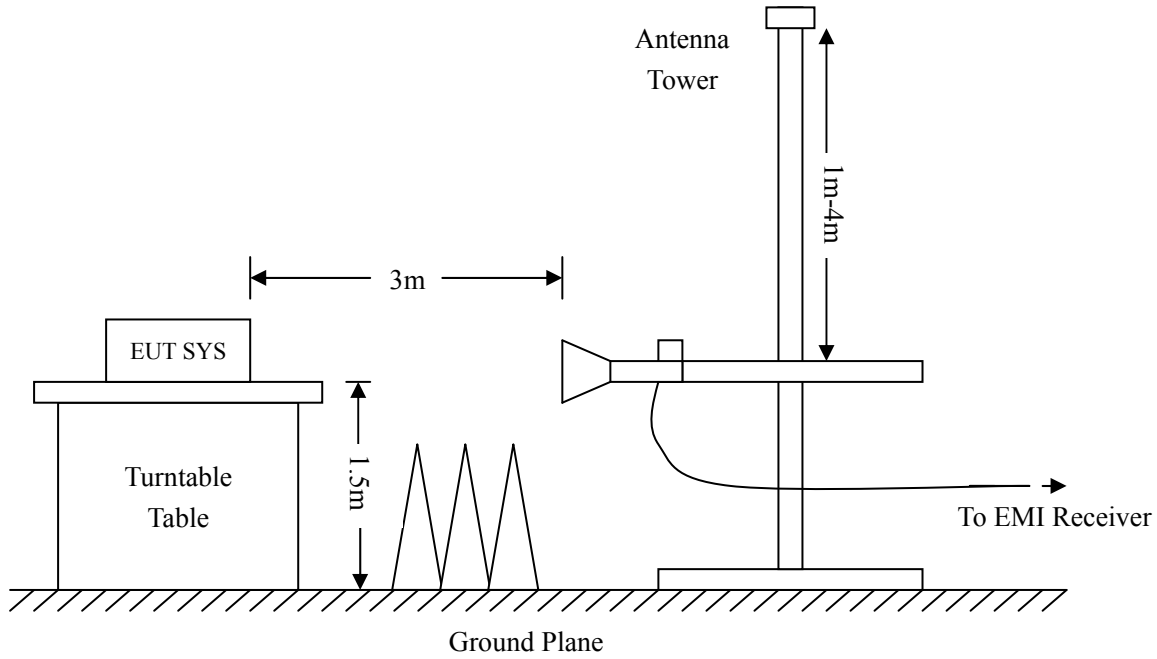 Antenna
Tower
1m-4m
3m
EUT SYS
1.5m
Turntable
Table
To EMI Receiver
Ground Plane